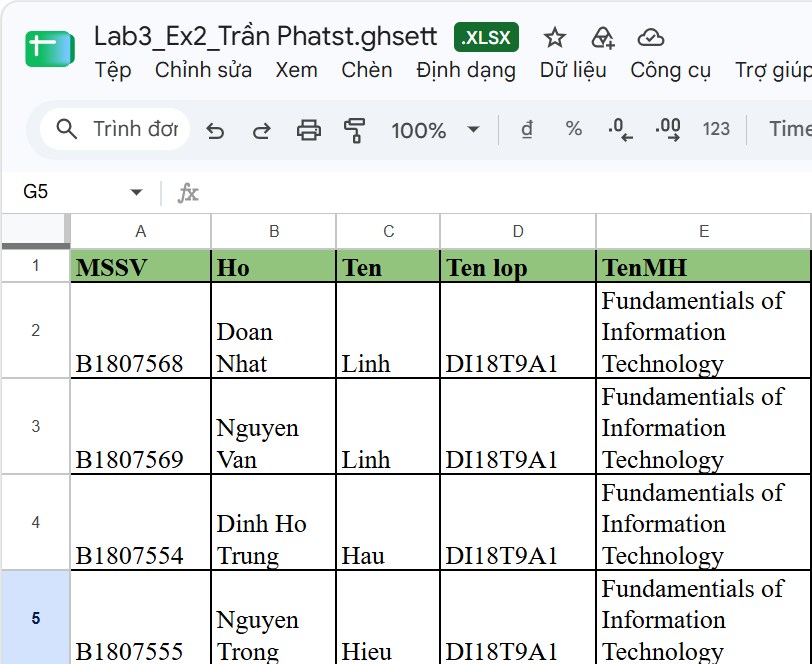 Lab3_Ex2_Trần Phatst.ghsett .XLSX
Tệp Chỉnh sửa Xem Chèn Định dạng Dữ liệu Công cụ Trợ giúp
Trình đơn 100% đ % .0 .00 123 Time
G5 fx
A B C D E
1 MSSV Ho Ten Ten lop TenMH
Fundamentials of
2 Doan Information
B1807568 Nhat Linh DI18T9A1 Technology
Fundamentials of
3 Nguyen Information
B1807569 Van Linh DI18T9A1 Technology
Fundamentials of
4 Dinh Ho Information
B1807554 Trung Hau DI18T9A1 Technology
Fundamentials of
5 Nguyen Information
B1807555 Trong Hieu DI18T9A1 Technology